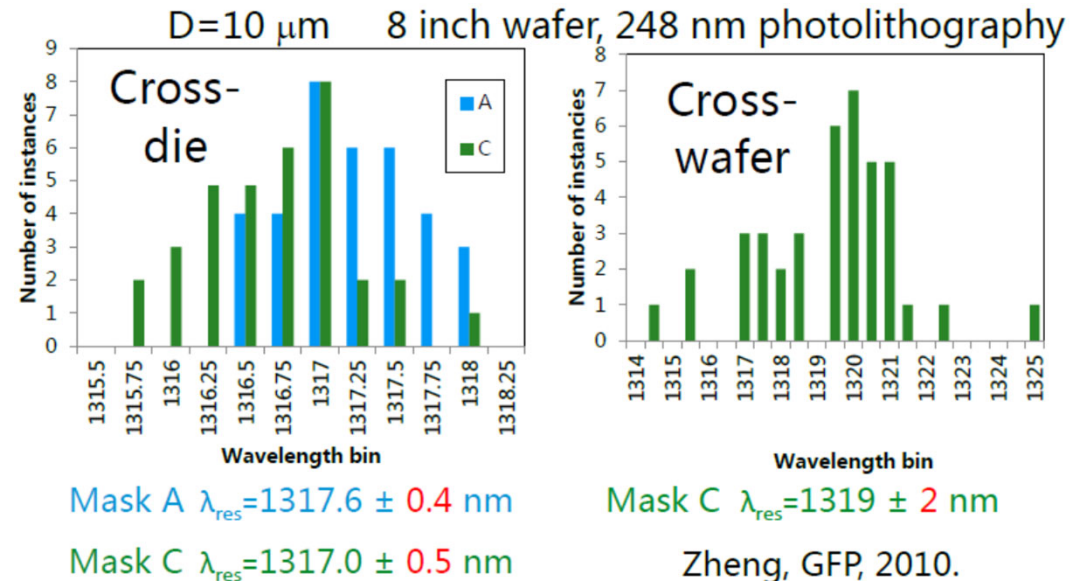 D=10 μm 8 inch wafer, 248 nm photolithography
Cross-
die
A
C
Number of instances
9
8
7
6
5
4
3
2
1
0
1315.5 1315.75 1316 1316.25 1316.5 1316.75 1317 1317.25 1317.5 1317.75 1318 1318.25
Wavelength bin
Cross-
wafer
Number of instancies
8
7
6
5
4
3
2
1
0
1314 1315 1316 1317 1318 1319 1320 1321 1322 1323 1324 1325
Wavelength bin
Mask A λres=1317.6 ± 0.4 nm
Mask C λres=1317.0 ± 0.5 nm
Mask C λres=1319 ± 2 nm
Zheng, GFP, 2010.